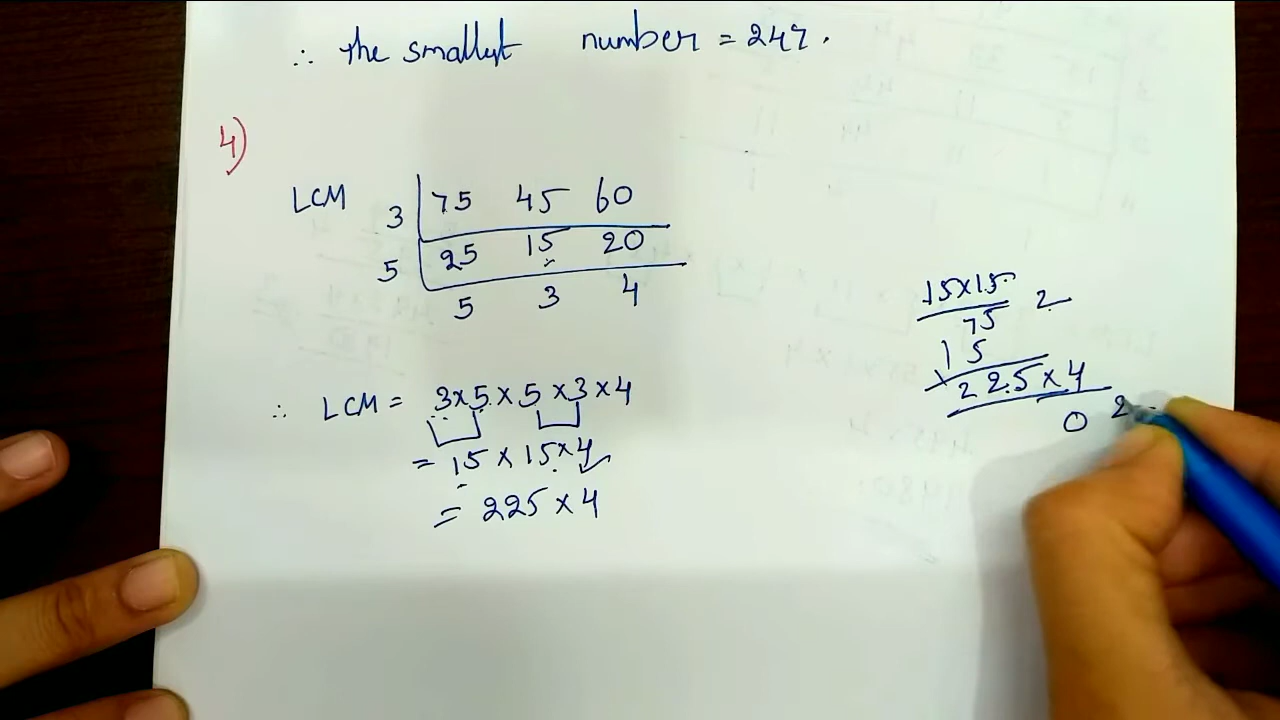 ∴ the smallest number = 247.
4)
LCM 3 | 75 45 60
5 | 25 15 20
5 3 4
∴ LCM = 3×5×5×3×4
= 15 × 15 × 4
= 225 × 4
15×15
75 2
15×
225×4
0 2